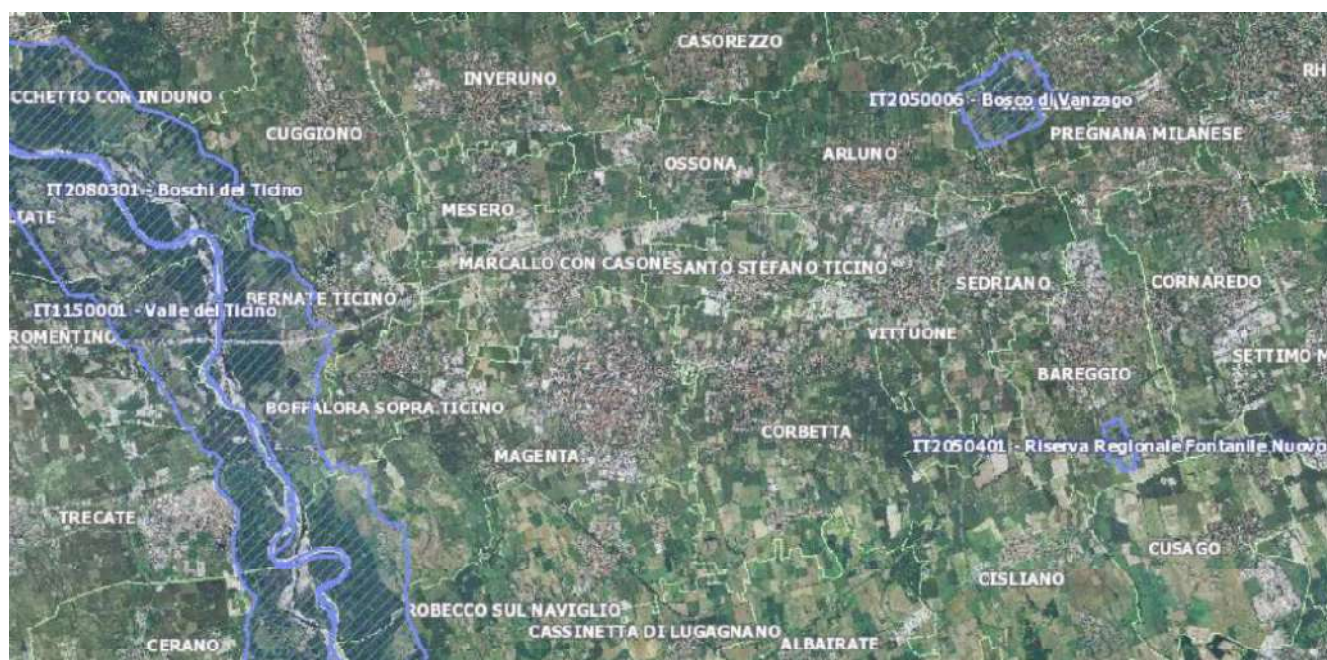 CASOREZZO
INVERUNO
RH
CCHETTO CON INDUNO
IT2050006 - Bosco di Vanzago
CUGGIONO
PREGNANA MILANESE
OSSONA
ARLUNO
IT2080301 - Boschi del Ticino
MESERO
MARCALLO CON CASONE
SANTO STEFANO TICINO
SEDRIANO
CORNAREDO
BERNATE TICINO
IT1150001 - Valle del Ticino
ROMENTINO
VITTUONE
SETTIMO M
BAREGGIO
BOFFALORA SOPRA TICINO
CORBETTA
IT2050401 - Riserva Regionale Fontanile Nuovo
MAGENTA
TRECATE
CUSAGO
CISLIANO
ROBECCO SUL NAVIGLIO
CASSINETTA DI LUGAGNANO
ALBAIRATE
CERANO